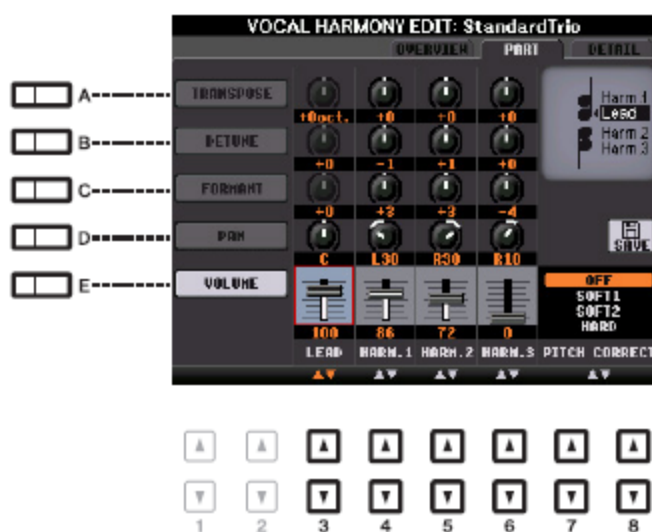 VOCAL HARMONY EDIT: StandardTrio
OVERVIEW PART DETAIL
A TRANSPOSE +0oct. +0 +0 +0
Harm.1
Lead
Harm.2
Harm.3
B DETUNE +0 -1 +1 +0
C FORMANT +0 +3 +3 -4
D PAN C L30 R30 R10
SAVE
E VOLUME 100 86 72 0
OFF
SOFT1
SOFT2
HARD
LEAD HARM.1 HARM.2 HARM.3 PITCH CORRECT
1 2 3 4 5 6 7 8